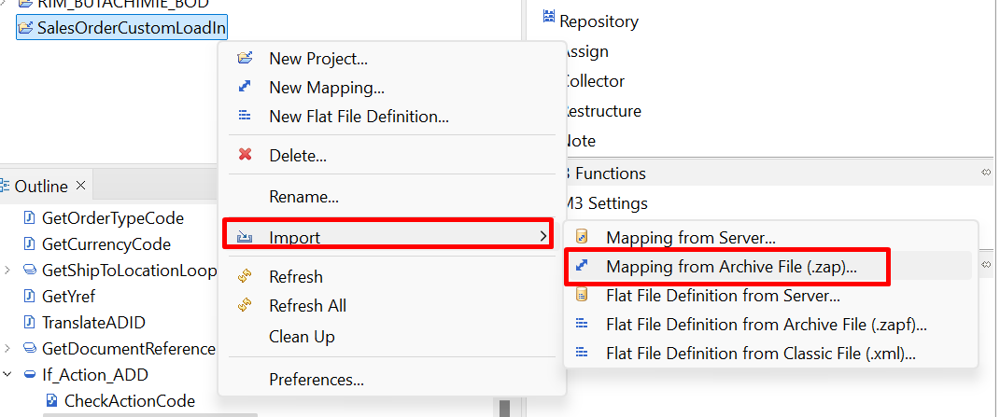 RIM_BUTACHIMIE_BOD
SalesOrderCustomLoadIn
New Project...
New Mapping...
New Flat File Definition...
Delete...
Rename...
Import
Refresh
Refresh All
Clean Up
Preferences...
Mapping from Server...
Mapping from Archive File (.zap)...
Flat File Definition from Server...
Flat File Definition from Archive File (.zapf)...
Flat File Definition from Classic File (.xml)...
Outline
GetOrderTypeCode
GetCurrencyCode
GetShipToLocationLoop
GetYref
TranslateADID
GetDocumentReference
If_Action_ADD
CheckActionCode
Repository
Assign
Collector
Restructure
Note
3 Functions
M3 Settings